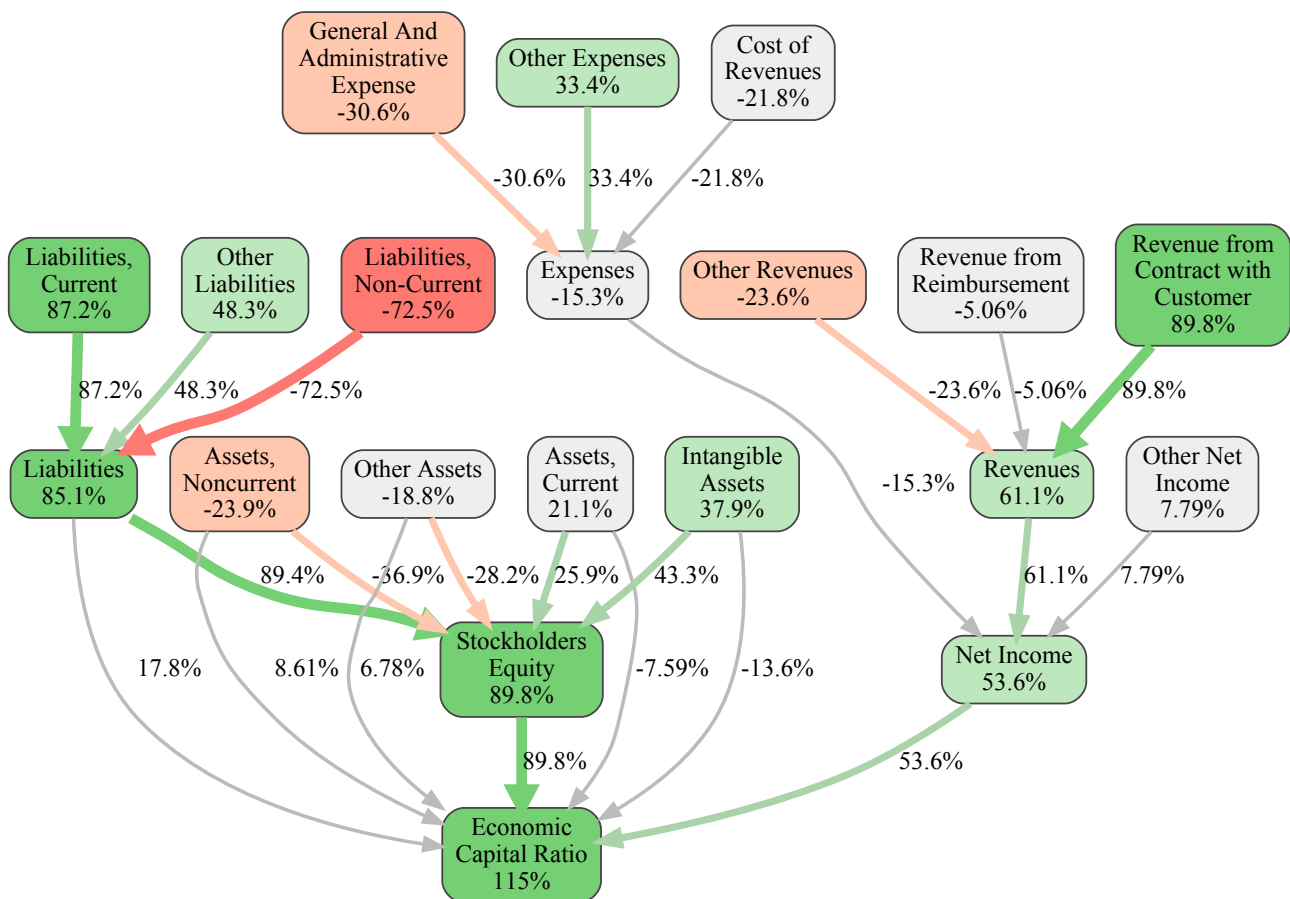 General And
Administrative
Expense
-30.6%
Other Expenses
33.4%
Cost of
Revenues
-21.8%
-30.6%
33.4%
-21.8%
Liabilities,
Current
87.2%
Other
Liabilities
48.3%
Liabilities,
Non-Current
-72.5%
Expenses
-15.3%
Other Revenues
-23.6%
Revenue from
Reimbursement
-5.06%
Revenue from
Contract with
Customer
89.8%
87.2%
48.3%
-72.5%
-23.6%
-5.06%
89.8%
Liabilities
85.1%
Assets,
Noncurrent
-23.9%
Other Assets
-18.8%
Assets,
Current
21.1%
Intangible
Assets
37.9%
-15.3%
Revenues
61.1%
Other Net
Income
7.79%
89.4%
-36.9%
-28.2%
25.9%
43.3%
61.1%
7.79%
17.8%
8.61%
6.78%
Stockholders
Equity
89.8%
-7.59%
-13.6%
Net Income
53.6%
89.8%
53.6%
Economic
Capital Ratio
115%